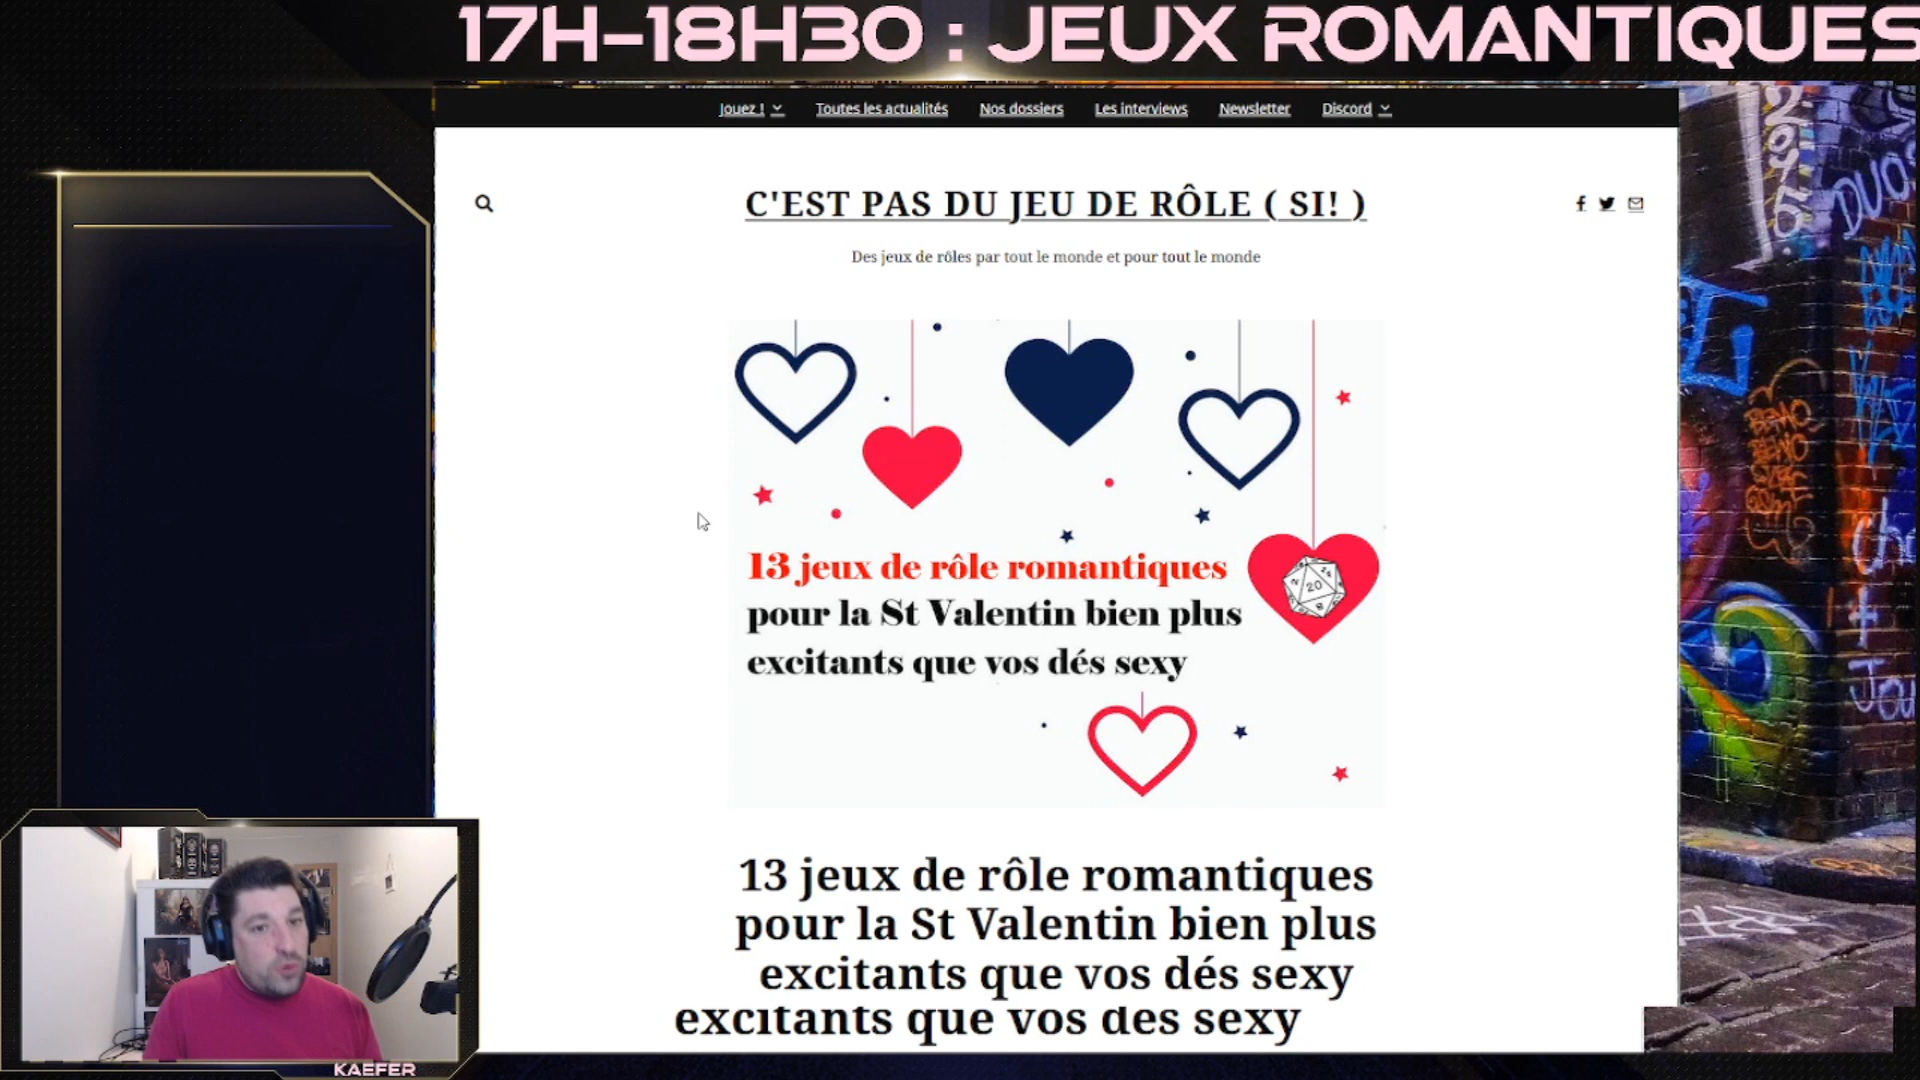 17H-18H30 : JEUX ROMANTIQUES
Jouez ! Toutes les actualités Nos dossiers Les interviews Newsletter Discord
C'EST PAS DU JEU DE RÔLE ( SI! )
Des jeux de rôles par tout le monde et pour tout le monde
13 jeux de rôle romantiques
pour la St Valentin bien plus
excitants que vos dés sexy
20
13 jeux de rôle romantiques
pour la St Valentin bien plus
excitants que vos dés sexy
excitants que vos des sexy
KAEFER